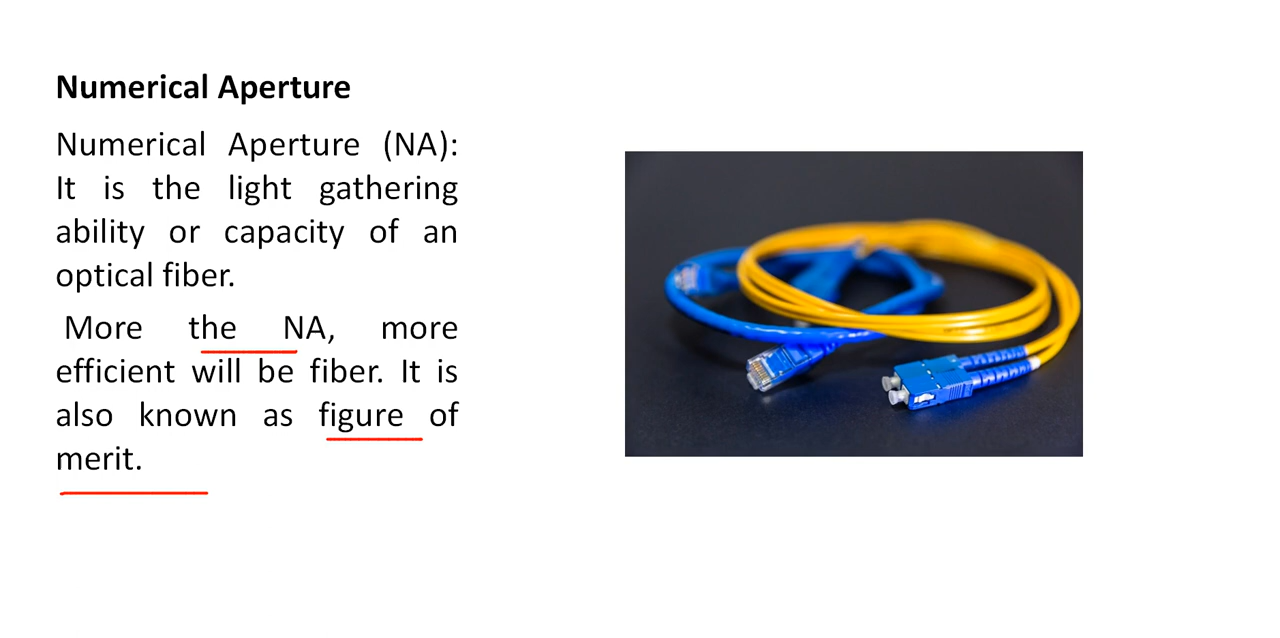 Numerical Aperture
Numerical Aperture (NA):
It is the light gathering
ability or capacity of an
optical fiber.
More the NA, more
efficient will be fiber. It is
also known as figure of
merit.